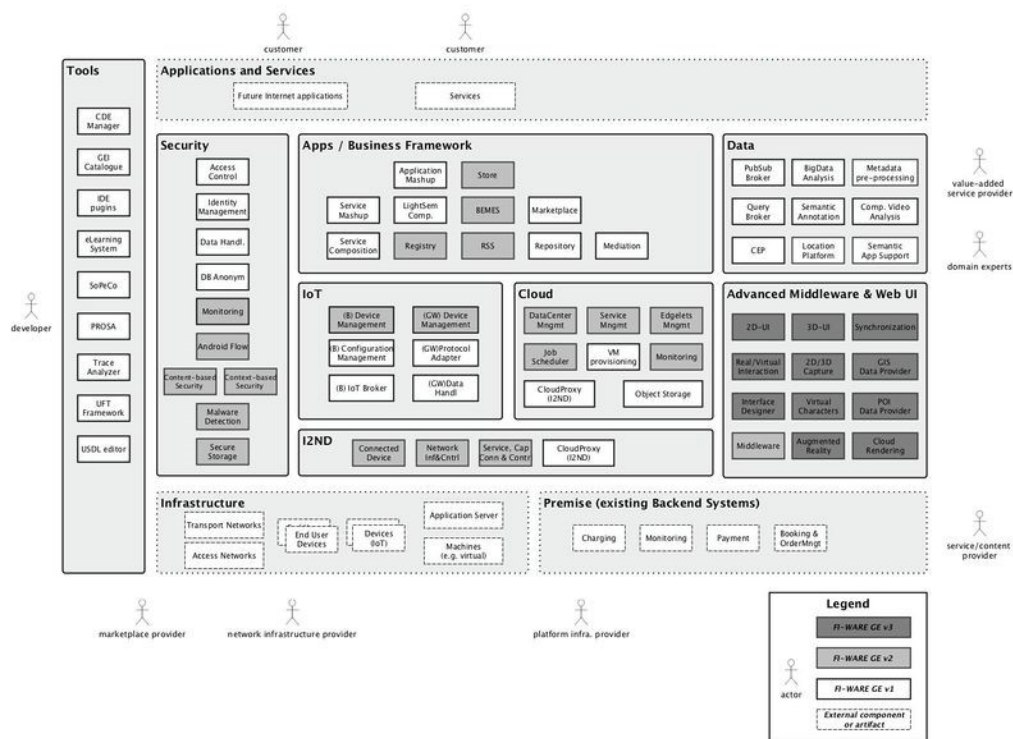 customer
customer
Tools
Applications and Services
Future Internet applications
Services
CDE
Manager
GEI
Catalogue
IDE
pugins
eLearning
System
SoPeCo
PROSA
Trace
Analyzer
UFT
Framework
USDL editor
developer
Security
Access
Control
Identity
Management
Data Handl.
DB Anonym
Monitoring
Android Flow
Content-based
Security
Context-based
Security
Malware
Detection
Secure
Storage
Apps / Business Framework
Application
Mashup
Store
Service
Mashup
LightSem
Comp.
BEMES
Marketplace
Service
Composition
Registry
RSS
Repository
Mediation
Data
PubSub
Broker
BigData
Analysis
Metadata
pre-processing
Query
Broker
Semantic
Annotation
Comp. Video
Analysis
CEP
Location
Platform
Semantic
App Support
value-added
service provider
domain experts
IoT
(B) Device
Management
(GW) Device
Management
(B) Configuration
Management
(GW)Protocol
Adapter
(B) IoT Broker
(GW)Data
Handl
Cloud
DataCenter
Mngmt
Service
Mngmt
Edgelets
Mngmt
Job
Scheduler
VM
provisioning
Monitoring
CloudProxy
(I2ND)
Object Storage
Advanced Middleware & Web UI
2D-UI
3D-UI
Synchronization
Real/Virtual
Interaction
2D/3D
Capture
GIS
Data Provider
Interface
Designer
Virtual
Characters
POI
Data Provider
Middleware
Augmented
Reality
Cloud
Rendering
I2ND
Connected
Device
Network
Inf&Cntrl
Service, Cap
Conn & Contr
CloudProxy
(I2ND)
Infrastructure
Transport Networks
Access Networks
End User
Devices
Devices
(IoT)
Application Server
Machines
(e.g. virtual)
Premise (existing Backend Systems)
Charging
Monitoring
Payment
Booking &
OrderMngt
service/content
provider
marketplace provider
network infrastructure provider
platform infra. provider
Legend
FI-WARE GE v3
FI-WARE GE v2
FI-WARE GE v1
External component
or artifact
actor